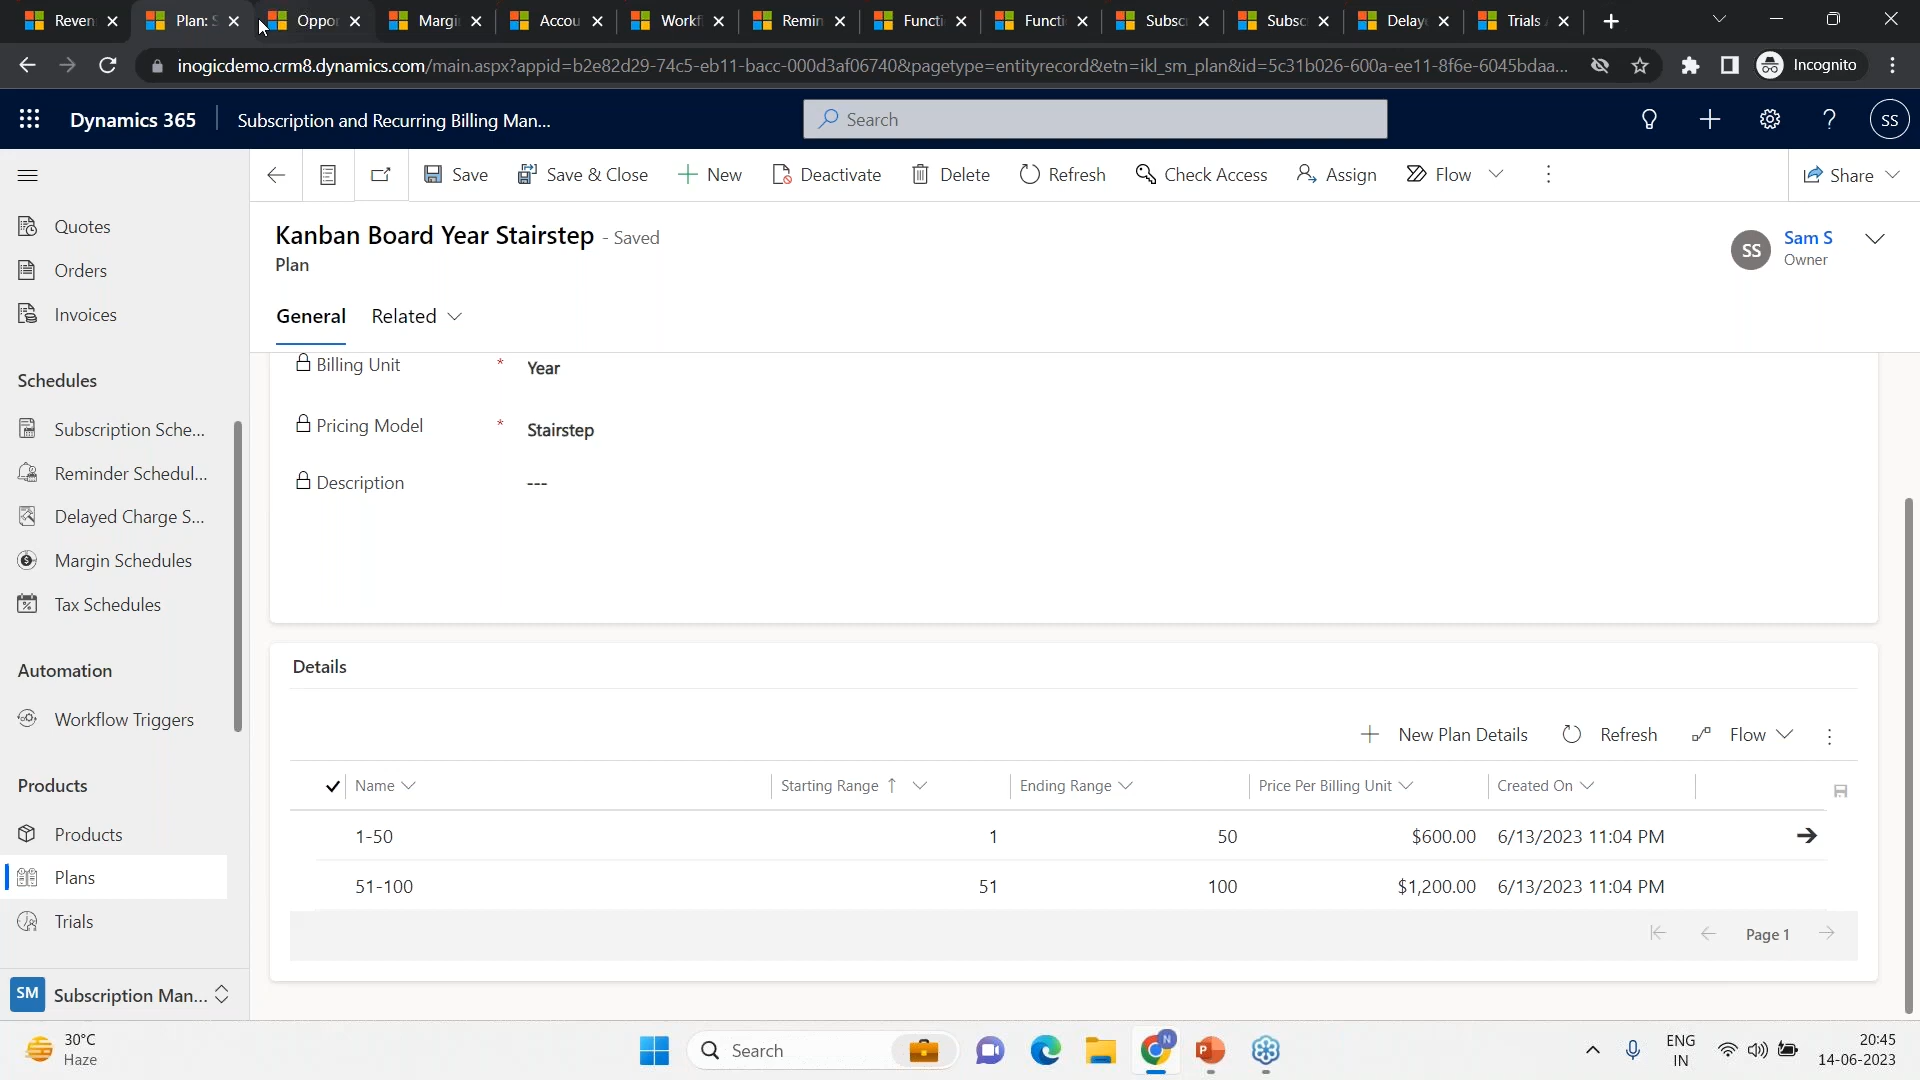 Reven
Plan: S
Oppor
Margi
Accou
Workf
Remin
Functi
Functi
Subsc
Subsc
Delay
Trials
inogicdemo.crm8.dynamics.com/main.aspx?appid=b2e82d29-74c5-eb11-bacc-000d3af06740&pagetype=entityrecord&etn=ikl_sm_plan&id=5c31b026-600a-ee11-8f6e-6045bdaa...
Incognito
Dynamics 365
Subscription and Recurring Billing Man...
Search
SS
Save
Save & Close
New
Deactivate
Delete
Refresh
Check Access
Assign
Flow
Share
Quotes
Orders
Invoices
Schedules
Subscription Sche...
Reminder Schedul...
Delayed Charge S...
Margin Schedules
Tax Schedules
Automation
Workflow Triggers
Products
Products
Plans
Trials
SM Subscription Man...
Kanban Board Year Stairstep - Saved
Plan
SS
Sam S
Owner
General
Related
Billing Unit * Year
Pricing Model * Stairstep
Description ---
Details
New Plan Details
Refresh
Flow
Name Starting Range ↑ Ending Range Price Per Billing Unit Created On
1-50 1 50 $600.00 6/13/2023 11:04 PM
51-100 51 100 $1,200.00 6/13/2023 11:04 PM
Page 1
30°C
Haze
Search
N
P
ENG
IN
20:45
14-06-2023